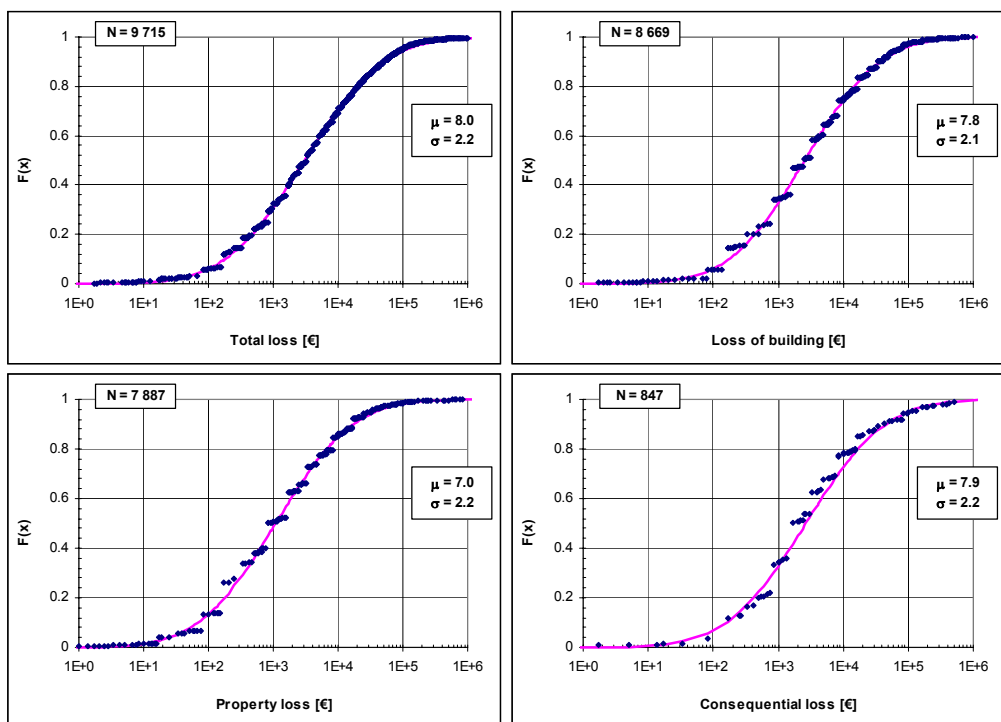 N = 9 715
1
0.8
0.6
0.4
0.2
0
F(x)
μ = 8.0
σ = 2.2
1E+0 1E+1 1E+2 1E+3 1E+4 1E+5 1E+6
Total loss [€]
N = 8 669
1
0.8
0.6
0.4
0.2
0
F(x)
μ = 7.8
σ = 2.1
1E+0 1E+1 1E+2 1E+3 1E+4 1E+5 1E+6
Loss of building [€]
N = 7 887
1
0.8
0.6
0.4
0.2
0
F(x)
μ = 7.0
σ = 2.2
1E+0 1E+1 1E+2 1E+3 1E+4 1E+5 1E+6
Property loss [€]
N = 847
1
0.8
0.6
0.4
0.2
0
F(x)
μ = 7.9
σ = 2.2
1E+0 1E+1 1E+2 1E+3 1E+4 1E+5 1E+6
Consequential loss [€]